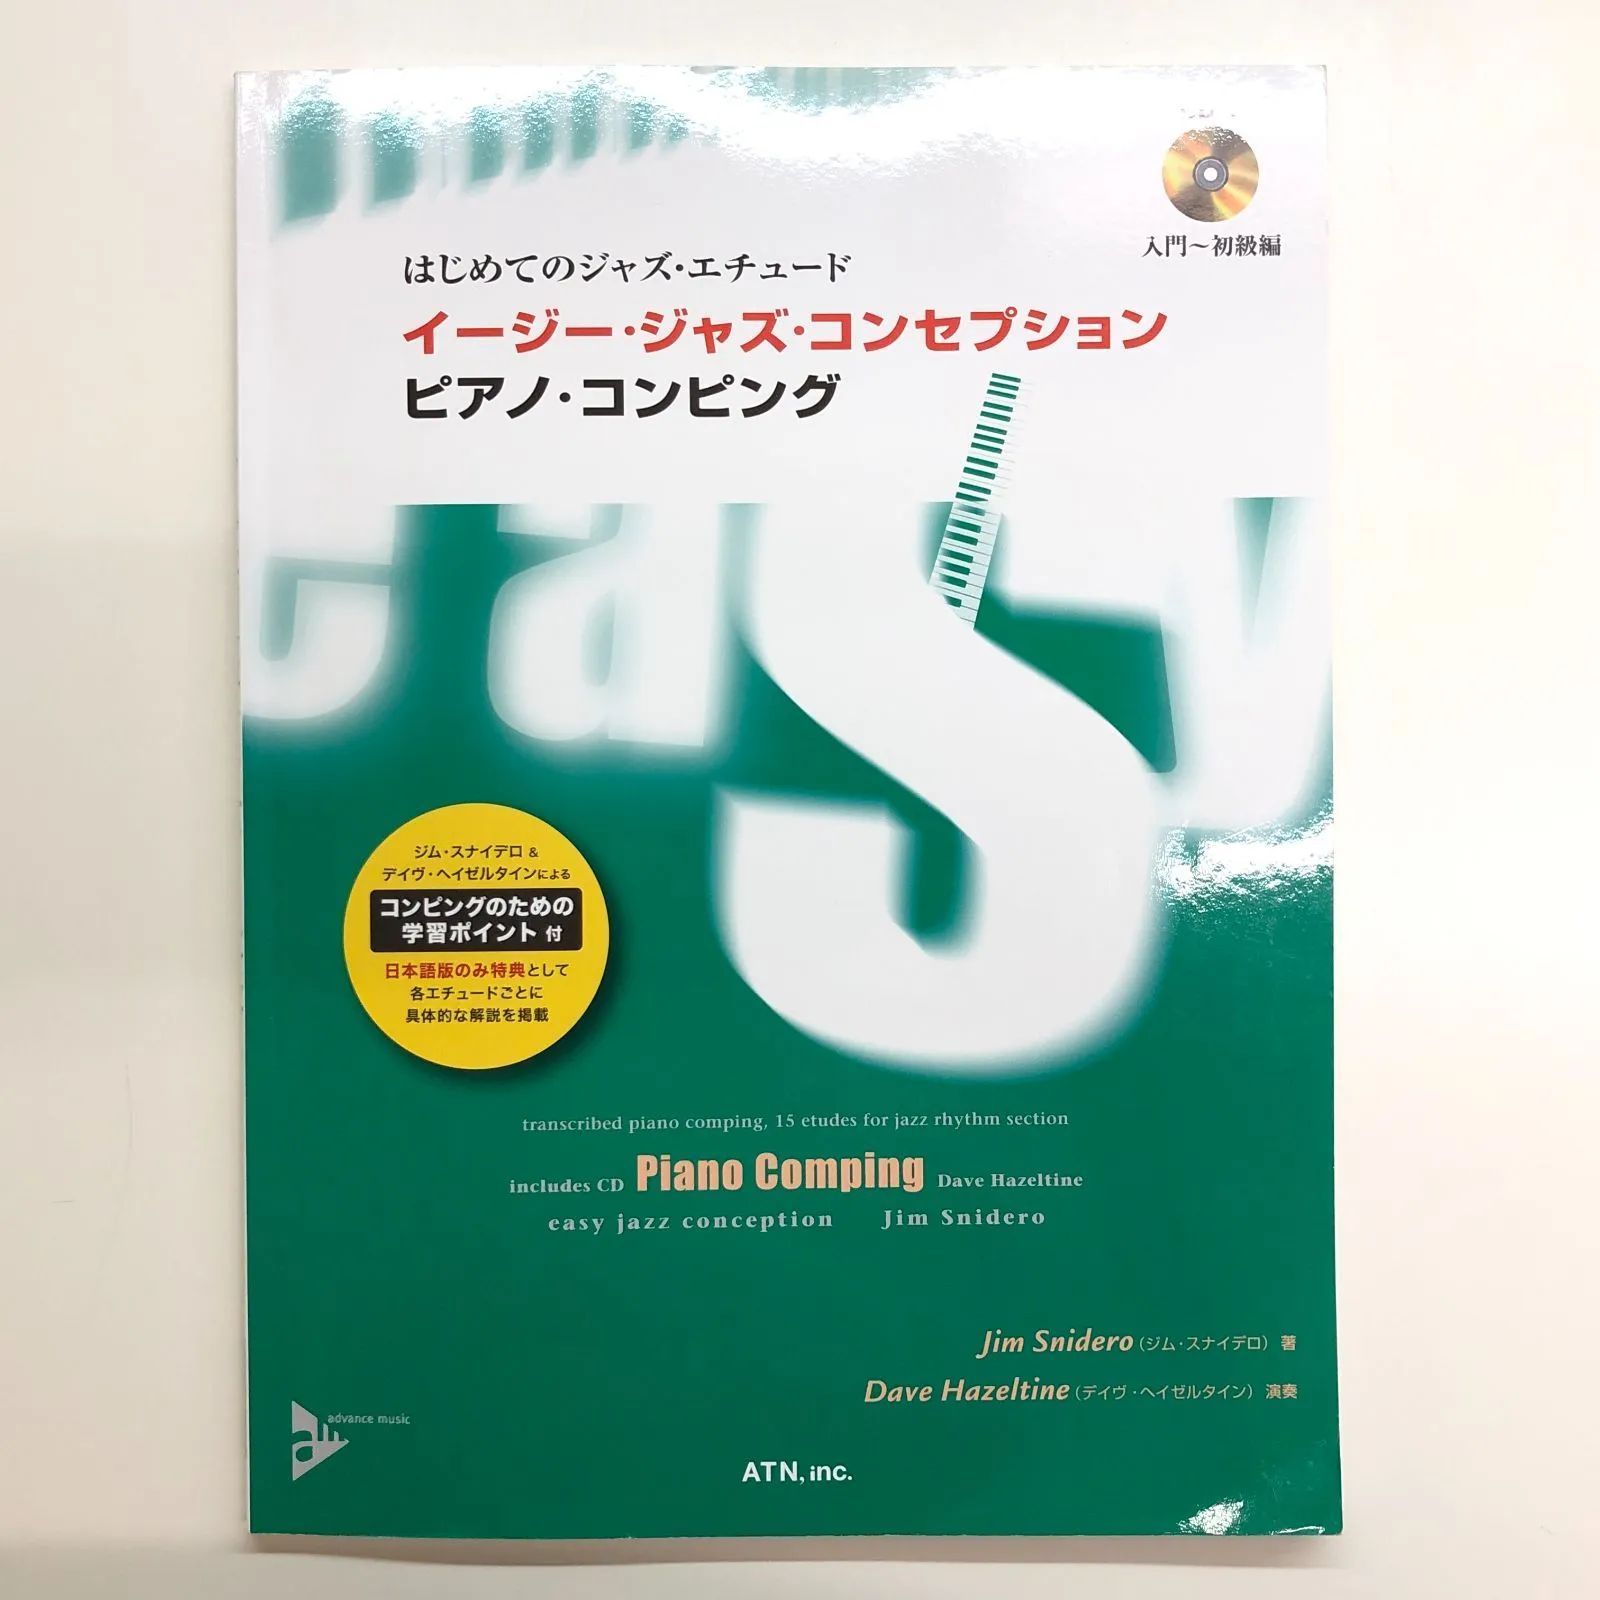 入門～初級編
はじめてのジャズ・エチュード
イージー・ジャズ・コンセプション
ピアノ・コンピング
easy
ジム・スナイデロ &
デイヴ・ヘイゼルタインによる
コンピングのための
学習ポイント 付
日本語版のみ特典として
各エチュードごとに
具体的な解説を掲載
transcribed piano comping, 15 etudes for jazz rhythm section
includes CD Piano Comping Dave Hazeltine
easy jazz conception Jim Snidero
Jim Snidero (ジム・スナイデロ) 著
Dave Hazeltine (デイヴ・ヘイゼルタイン) 演奏
advance music
ATN, inc.